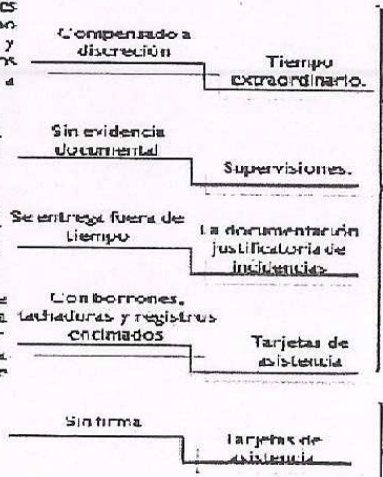 Compensado a
discreción
Tiempo
extraordinario.
Sin evidencia
documental
Supervisiones.
Se entrega fuera de
tiempo
La documentación
justificatoria de
incidencias
Con borrones,
tachaduras y registros
encimados
Tarjetas de
asistencia
Sin firma
Tarjetas de
asistencia